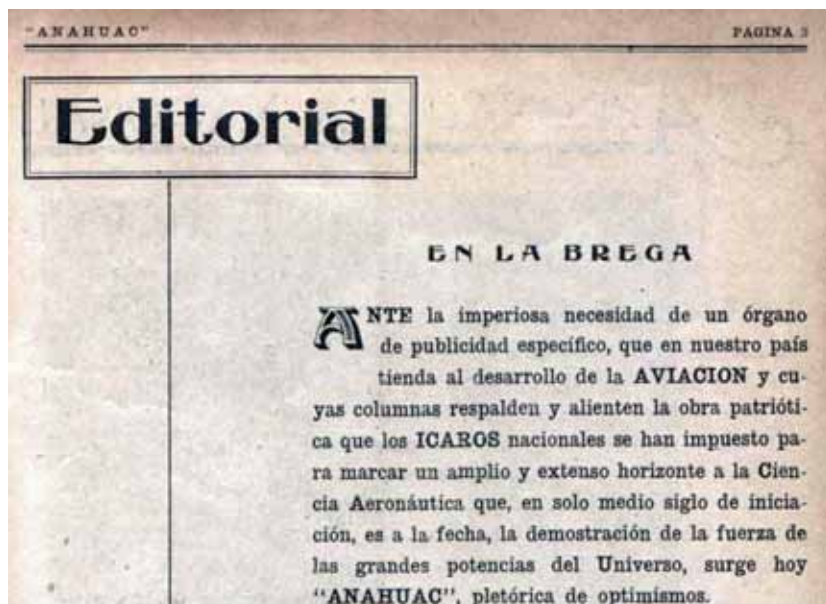 "ANAHUAC"
PAGINA 3
Editorial
EN LA BREGA
ANTE la imperiosa necesidad de un órgano
de publicidad específico, que en nuestro país
tienda al desarrollo de la AVIACION y cu-
yas columnas respalden y alienten la obra patrióti-
ca que los ICAROS nacionales se han impuesto pa-
ra marcar un amplio y extenso horizonte a la Cien-
cia Aeronáutica que, en solo medio siglo de inicia-
ción, es a la fecha, la demostración de la fuerza de
las grandes potencias del Universo, surge hoy
"ANAHUAC", pletórica de optimismos.